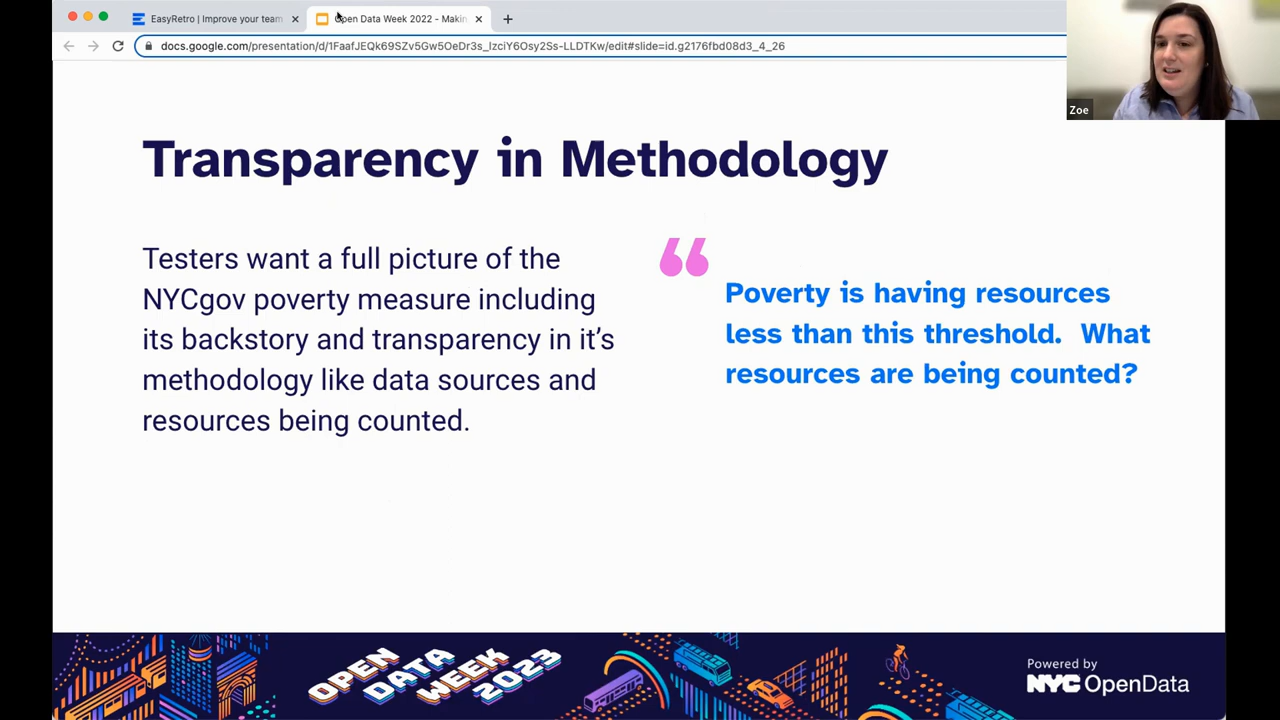 EasyRetro | Improve your team
Open Data Week 2022 - Makin
docs.google.com/presentation/d/1FaafJEQk69SZv5Gw5OeDr3s_IzciY6Osy2Ss-LLDTKw/edit#slide=id.g2176fbd08d3_4_26
Zoe
Transparency in Methodology
Testers want a full picture of the
NYCgov poverty measure including
its backstory and transparency in it's
methodology like data sources and
resources being counted.
“
Poverty is having resources
less than this threshold. What
resources are being counted?
OPEN
DATA
WEEK
2023
Powered by
NYC OpenData